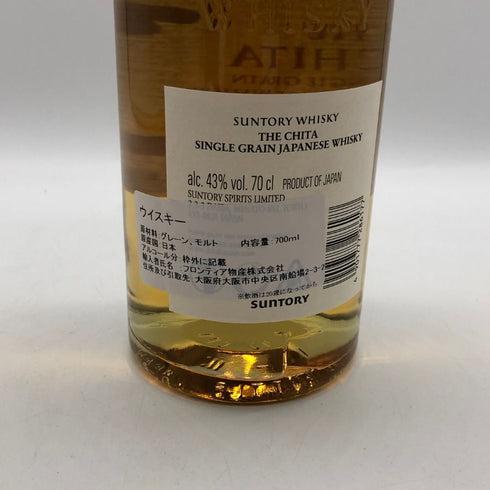 HITA
SUNTORY WHISKY
THE CHITA
SINGLE GRAIN JAPANESE WHISKY
alc. 43% vol. 70 cl PRODUCT OF JAPAN
SUNTORY SPIRITS LIMITED
ウイスキー
原材料:グレーン、モルト 内容量:700ml
原産国:日本
アルコール分:枠外に記載
輸入者氏名 フロンティア物産株式会社
住所及び引取先 大阪府大阪市中央区南船場2-3-2
※飲酒は20歳になってから
SUNTORY